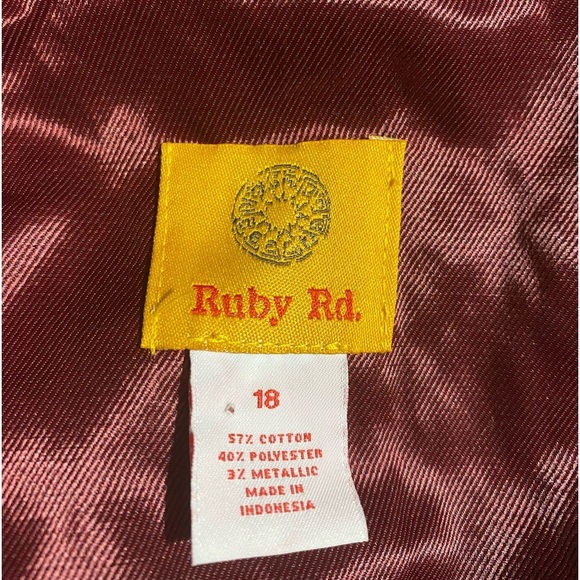 Ruby Rd.
18
57% COTTON
40% POLYESTER
3% METALLIC
MADE IN
INDONESIA